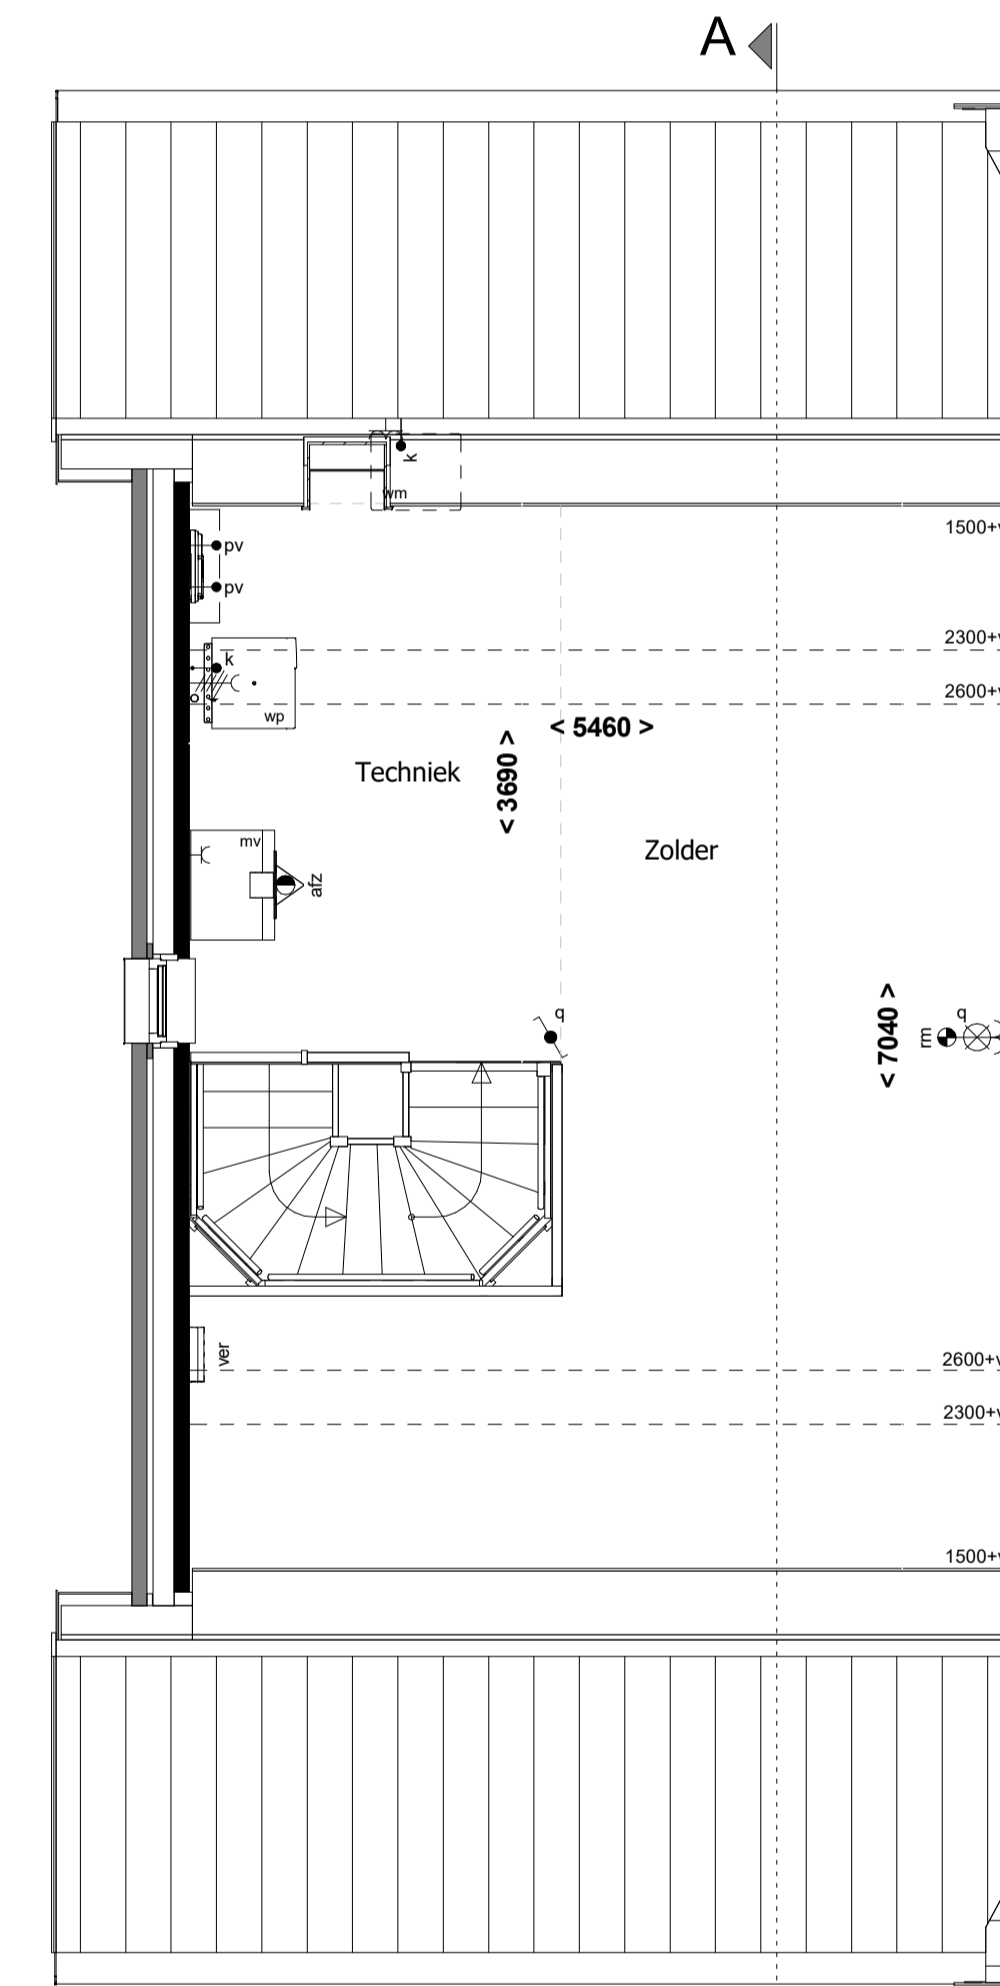 A
k
wm
1500+v
pv
pv
2300+v
k
2600+v
wp
< 5460 >
< 3690 >
Techniek
mv
Zolder
afz
< 7040 >
q
q
rm
ver
2600+v
2300+v
1500+v